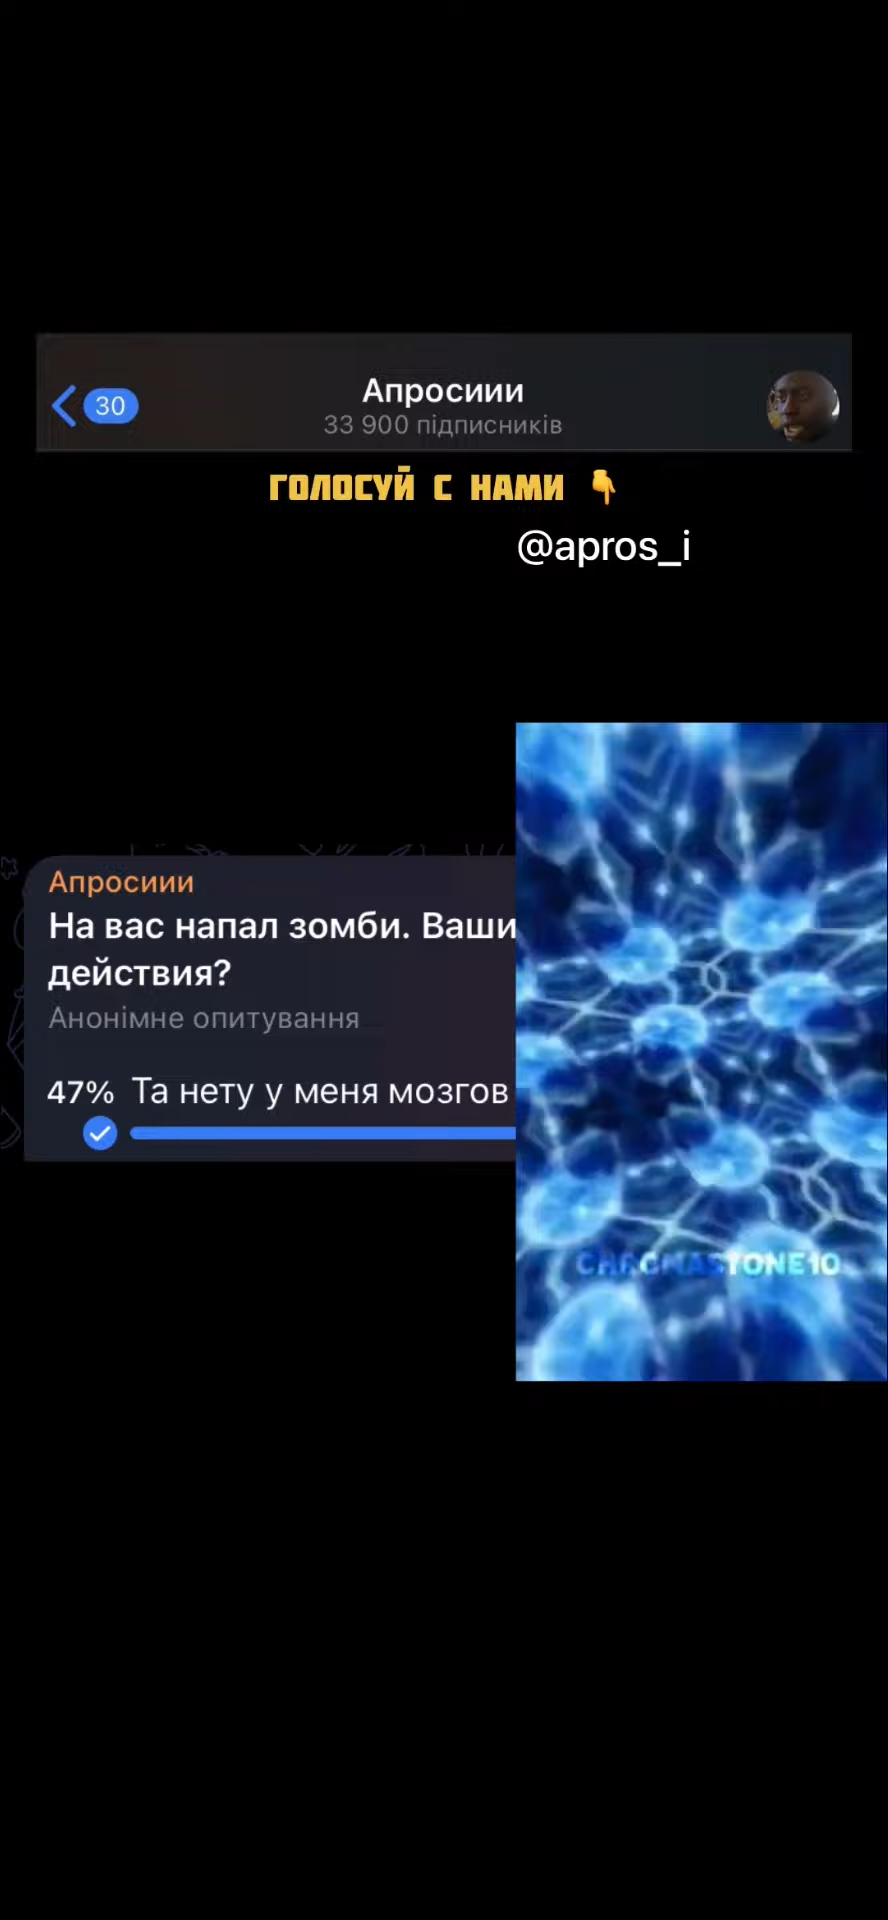 30
Апросиии
33 900 підписників
ГОЛОСУЙ С НАМИ 👇
@apros_i
Апросиии
На вас напал зомби. Ваши
действия?
Анонімне опитування
47% Та нету у меня мозгов
CHROMASTONE10